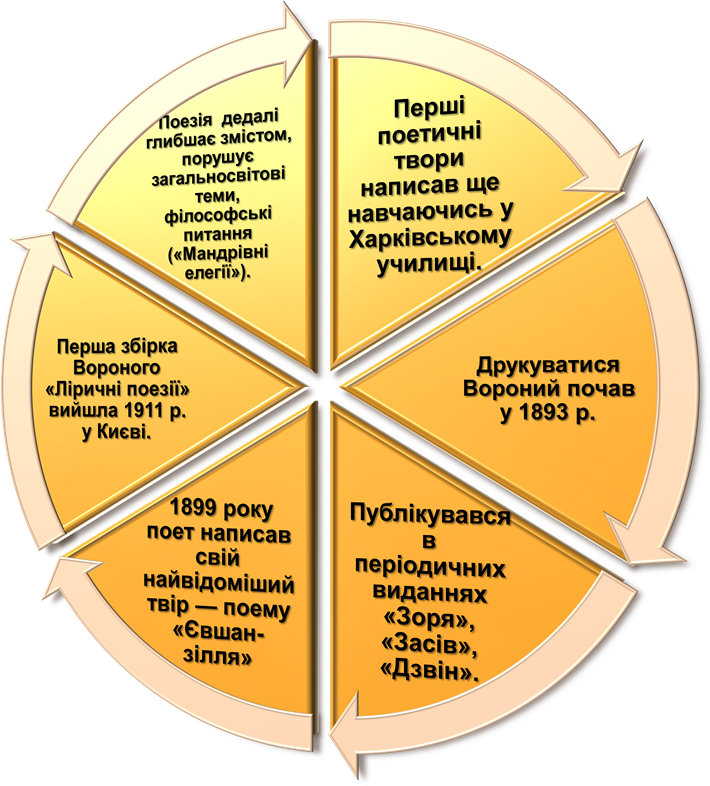 Перші
поетичні
твори
написав ще
навчаючись у
Харківському
училищі.
Друкуватися
Вороний почав
у 1893 р.
Публікувався
в
періодичних
виданнях
«Зоря»,
«Засів»,
«Дзвін».
1899 року
поет написав
свій
найвідоміший
твір — поему
«Євшан-
зілля»
Перша збірка
Вороного
«Ліричні поезії»
вийшла 1911 р.
у Києві.
Поезія дедалі
глибшає змістом,
порушує
загальносвітові
теми,
філософські
питання
(«Мандрівні
елегії»).